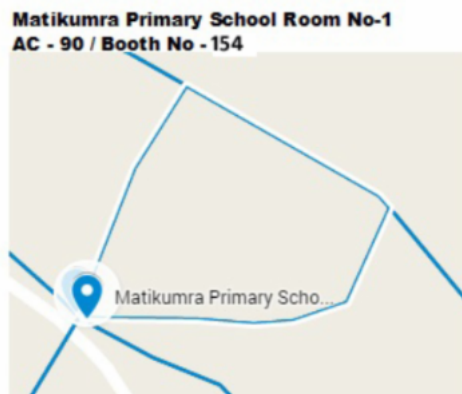 Matikumra Primary School Room No-1
AC - 90 / Booth No - 154
Matikumra Primary Scho...